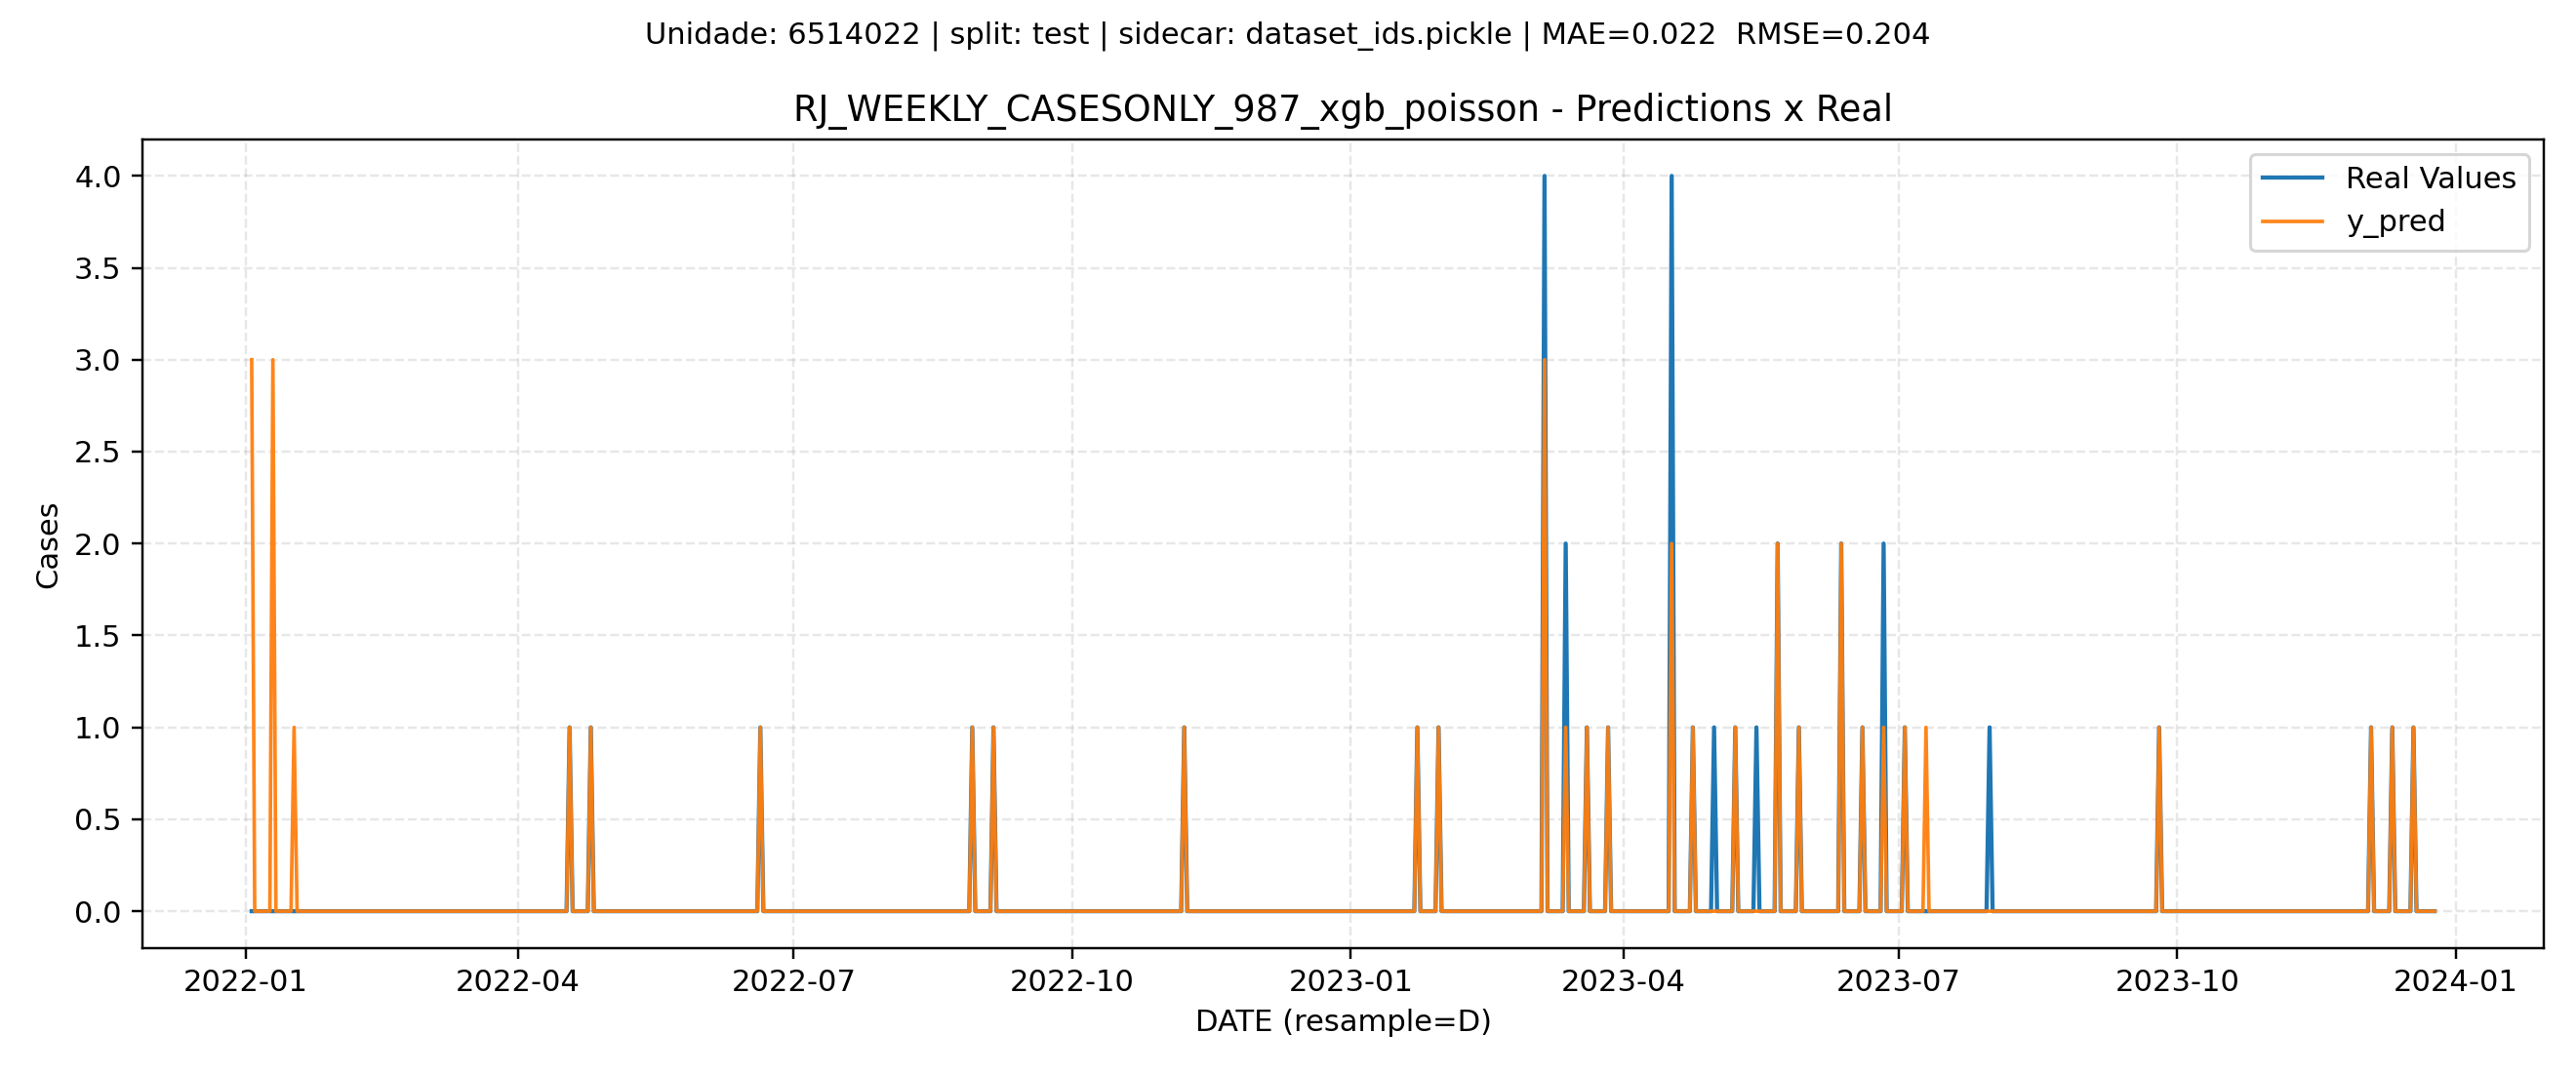 Unidade: 6514022 | split: test | sidecar: dataset_ids.pickle | MAE=0.022  RMSE=0.204
RJ_WEEKLY_CASESONLY_987_xgb_poisson - Predictions x Real
Real Values
y_pred
4.0
3.5
3.0
2.5
2.0
1.5
1.0
0.5
0.0
Cases
2022-01 2022-04 2022-07 2022-10 2023-01 2023-04 2023-07 2023-10 2024-01
DATE (resample=D)